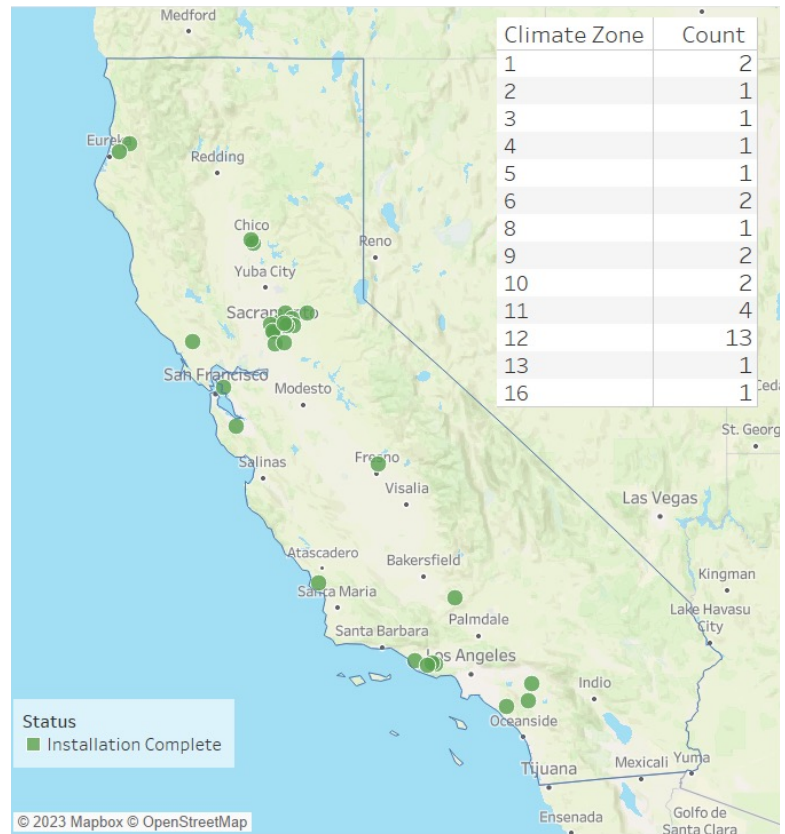 Medford
Climate Zone Count
1 2
2 1
3 1
4 1
5 1
6 2
8 1
9 2
10 2
11 4
12 13
13 1
16 1
Eureka
Redding
Chico
Reno
Yuba City
Sacramento
San Francisco
Modesto
St. Georg
Fresno
Salinas
Visalia
Las Vegas
Atascadero
Bakersfield
Kingman
Santa Maria
Palmdale
Lake Havasu
City
Santa Barbara
Los Angeles
Indio
Status
Installation Complete
Oceanside
Tijuana
Mexicali
Yuma
© 2023 Mapbox © OpenStreetMap
Ensenada
Golfo de
Santa Clara